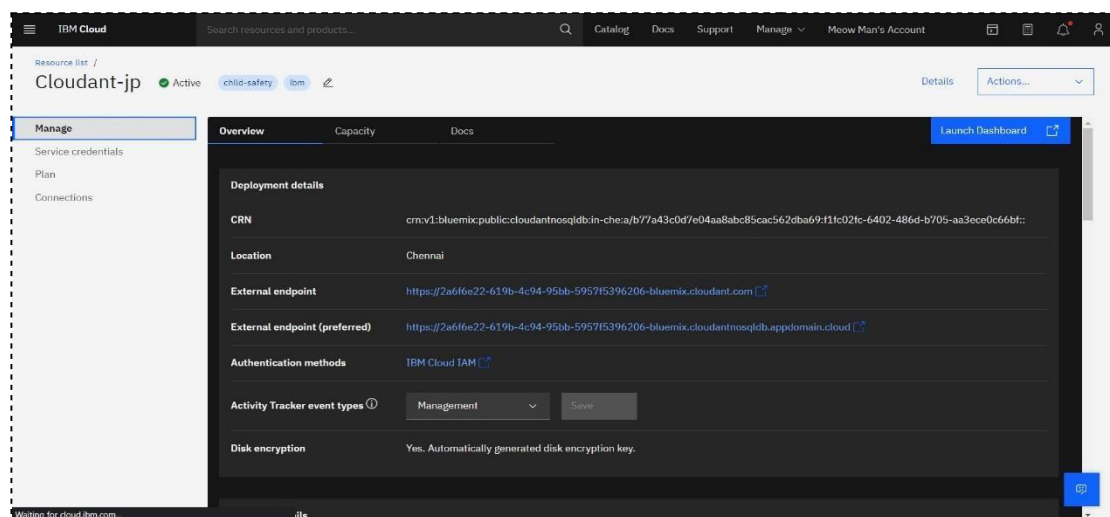 IBM Cloud
Search resources and products...
Catalog
Docs
Support
Manage
Meow Man's Account
Resource list /
Cloudant-jp
Active
chlid-safety
ibm
Details
Actions...
Manage
Service credentials
Plan
Connections
Overview
Capacity
Docs
Launch Dashboard
Deployment details
CRN crn:v1:bluemix:public:cloudantnosqldb:in-che:a/b77a43c0d7e04aa8abc85cac562dba69:f1fc02fc-6402-486d-b705-aa3ece0c66bf::
Location Chennai
External endpoint https://2a6f6e22-619b-4c94-95bb-5957f5396206-bluemix.cloudant.com
External endpoint (preferred) https://2a6f6e22-619b-4c94-95bb-5957f5396206-bluemix.cloudantnosqldb.appdomain.cloud
Authentication methods IBM Cloud IAM
Activity Tracker event types Management Save
Disk encryption Yes. Automatically generated disk encryption key.
Waiting for cloud.ibm.com...